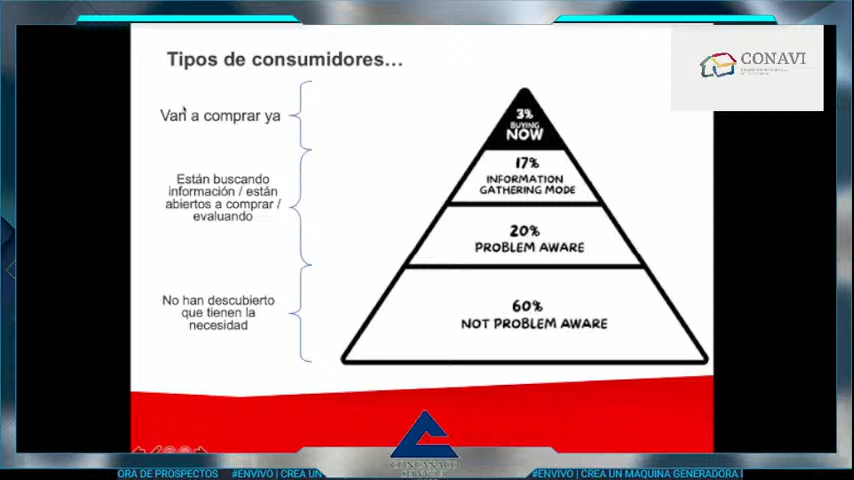 Tipos de consumidores...
CONAVI
Van a comprar ya
3%
BUYING
NOW
17%
INFORMATION
GATHERING MODE
Están buscando
información / están
abiertos a comprar /
evaluando
20%
PROBLEM AWARE
No han descubierto
que tienen la
necesidad
60%
NOT PROBLEM AWARE
CONCANACO
SERVYTUR
ORA DE PROSPECTOS #ENVIVO | CREA UN
#ENVIVO | CREA UN MAQUINA GENERADORA